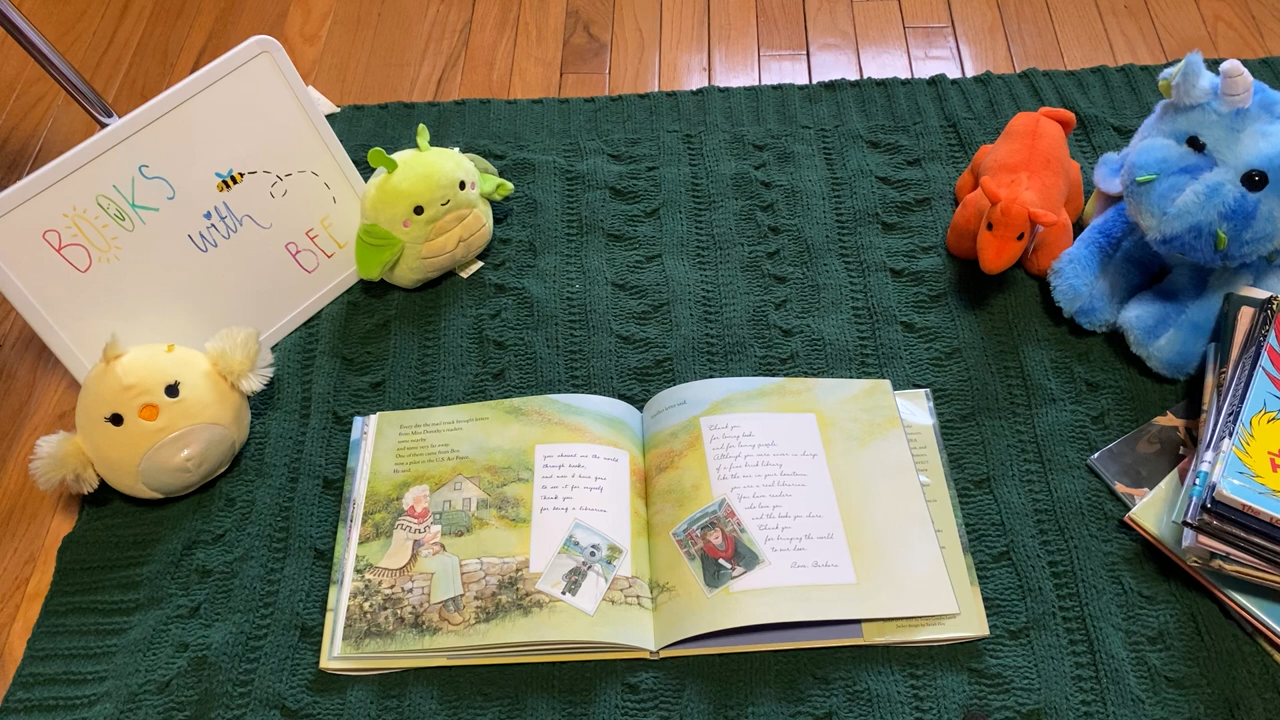 BOOKS
with
BEE
Every day the mail truck brought letters
from Miss Dorothy's readers,
some nearby
and some very far away.
One of them came from Ben,
now a pilot in the U.S. Air Force.
He said,
you showed me the world
through books,
and now I have gone
to see it for myself.
Thank you
for being a librarian.
another letter said,
Thank you
for loving books
and for loving people.
Although you were never in charge
of a fine brick library
like the one in your hometown,
you are a real librarian.
You have readers
who love you
and the books you share.
Thank you
for bringing the world
to our door.
Love, Barbara